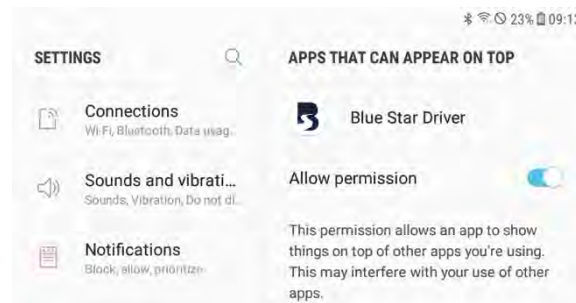 23% 09:12
SETTINGS
Connections
Wi-Fi, Bluetooth, Data usag...
Sounds and vibrati...
Sounds, Vibration, Do not di...
Notifications
Block, allow, prioritize
APPS THAT CAN APPEAR ON TOP
Blue Star Driver
Allow permission
This permission allows an app to show
things on top of other apps you're using.
This may interfere with your use of other
apps.